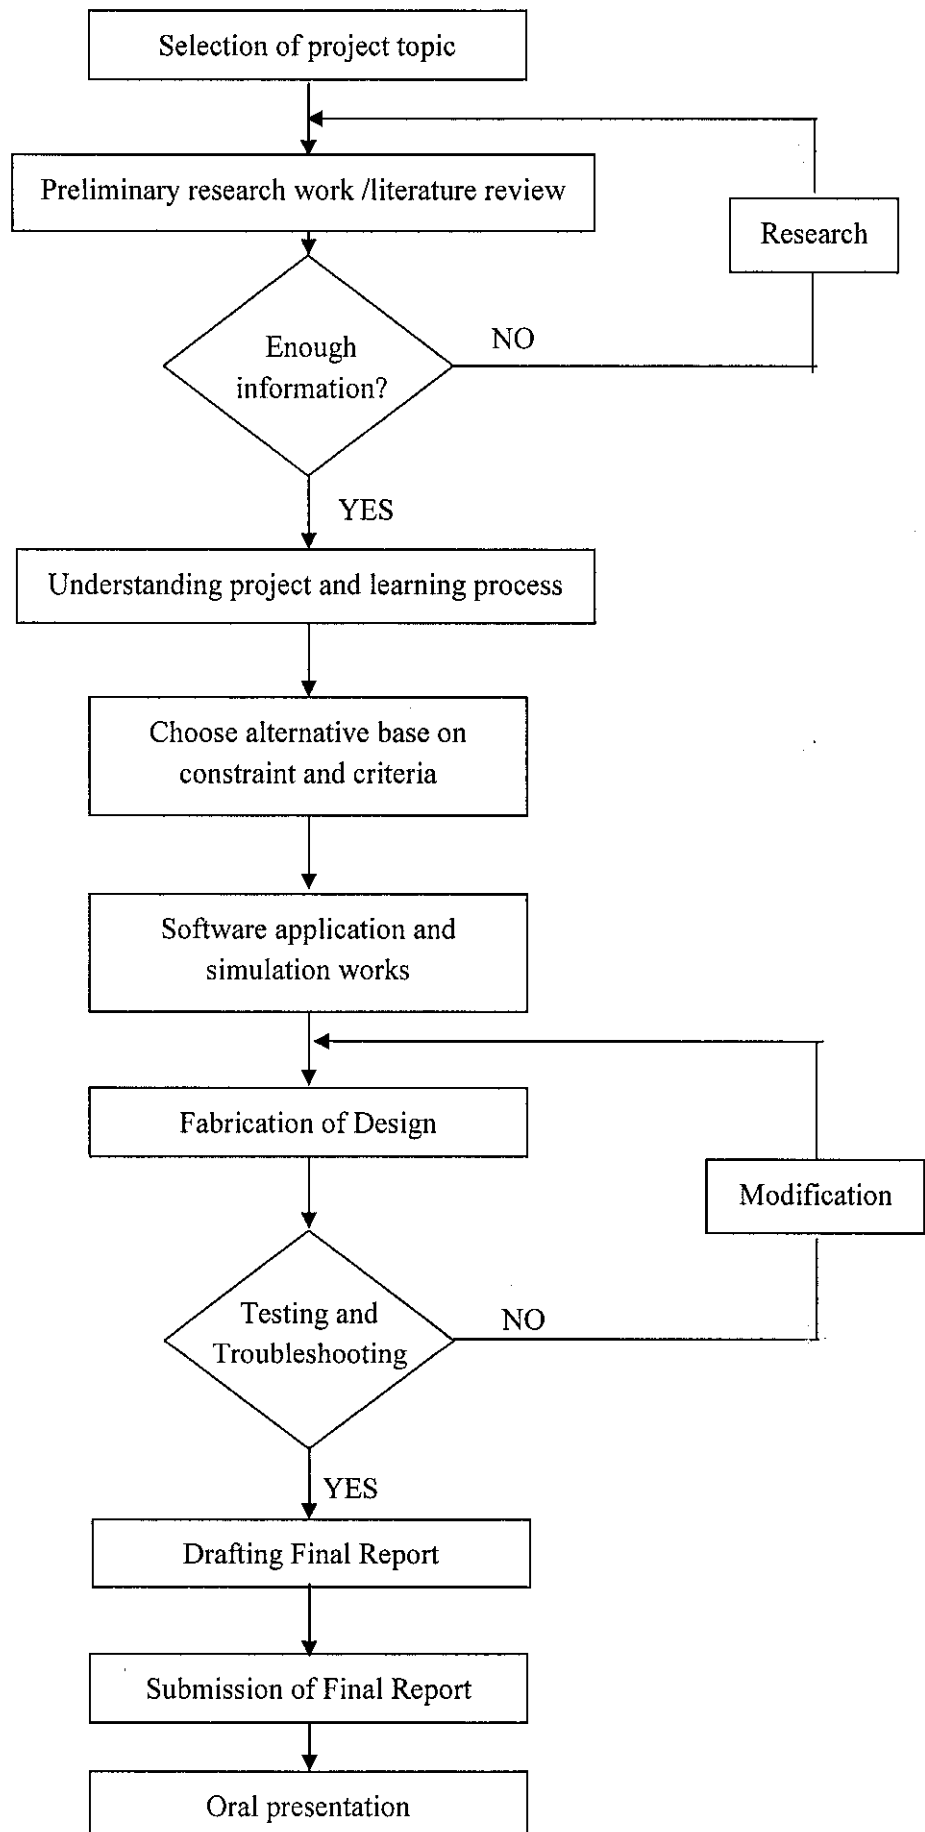 Selection of project topic
Preliminary research work /literature review
Research
Enough
information?
NO
YES
Understanding project and learning process
Choose alternative base on
constraint and criteria
Software application and
simulation works
Fabrication of Design
Modification
Testing and
Troubleshooting
NO
YES
Drafting Final Report
Submission of Final Report
Oral presentation